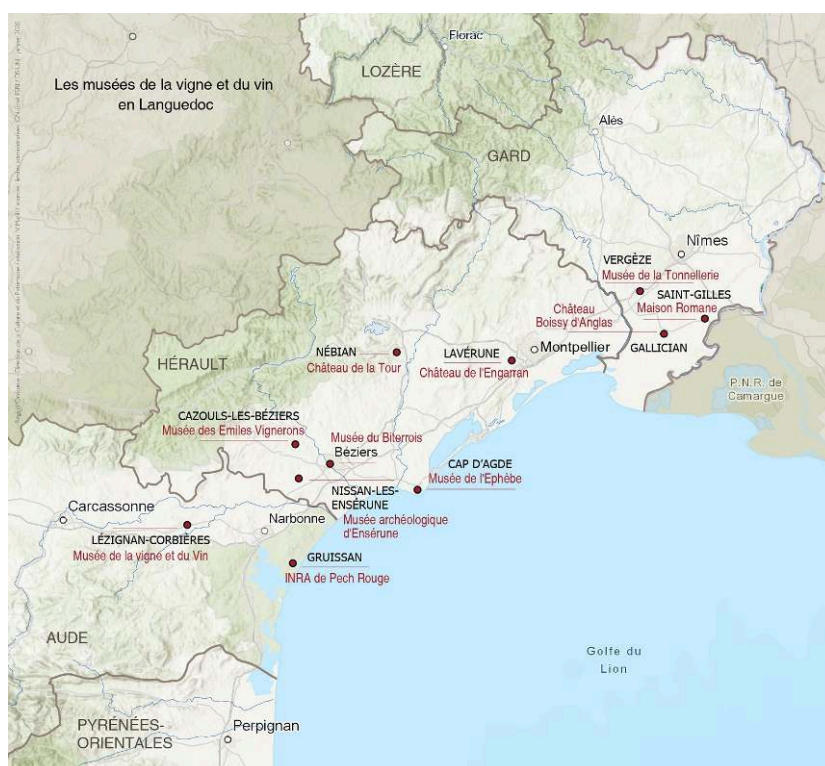 Les musées de la vigne et du vin
en Languedoc
Florac
LOZÈRE
Alès
GARD
Nîmes
VERGÈZE
Musée de la Tonnellerie
SAINT-GILLES
Maison Romane
Château
Boissy d'Anglas
GALLICIAN
Montpellier
LAVÉRUNE
Château de l'Engarran
NÉBIAN
Château de la Tour
HÉRAULT
P.N.R. de
Camargue
CAZOULS-LES-BÉZIERS
Musée des Emiles Vignerons
Musée du Biterrois
Béziers
CAP D'AGDE
Musée de l'Ephèbe
NISSAN-LES-
ENSÉRUNE
Musée archéologique
d'Ensérune
Carcassonne
Narbonne
LÉZIGNAN-CORBIÈRES
Musée de la vigne et du Vin
GRUISSAN
INRA de Pech Rouge
AUDE
Golfe du
Lion
PYRÉNÉES-
ORIENTALES
Perpignan